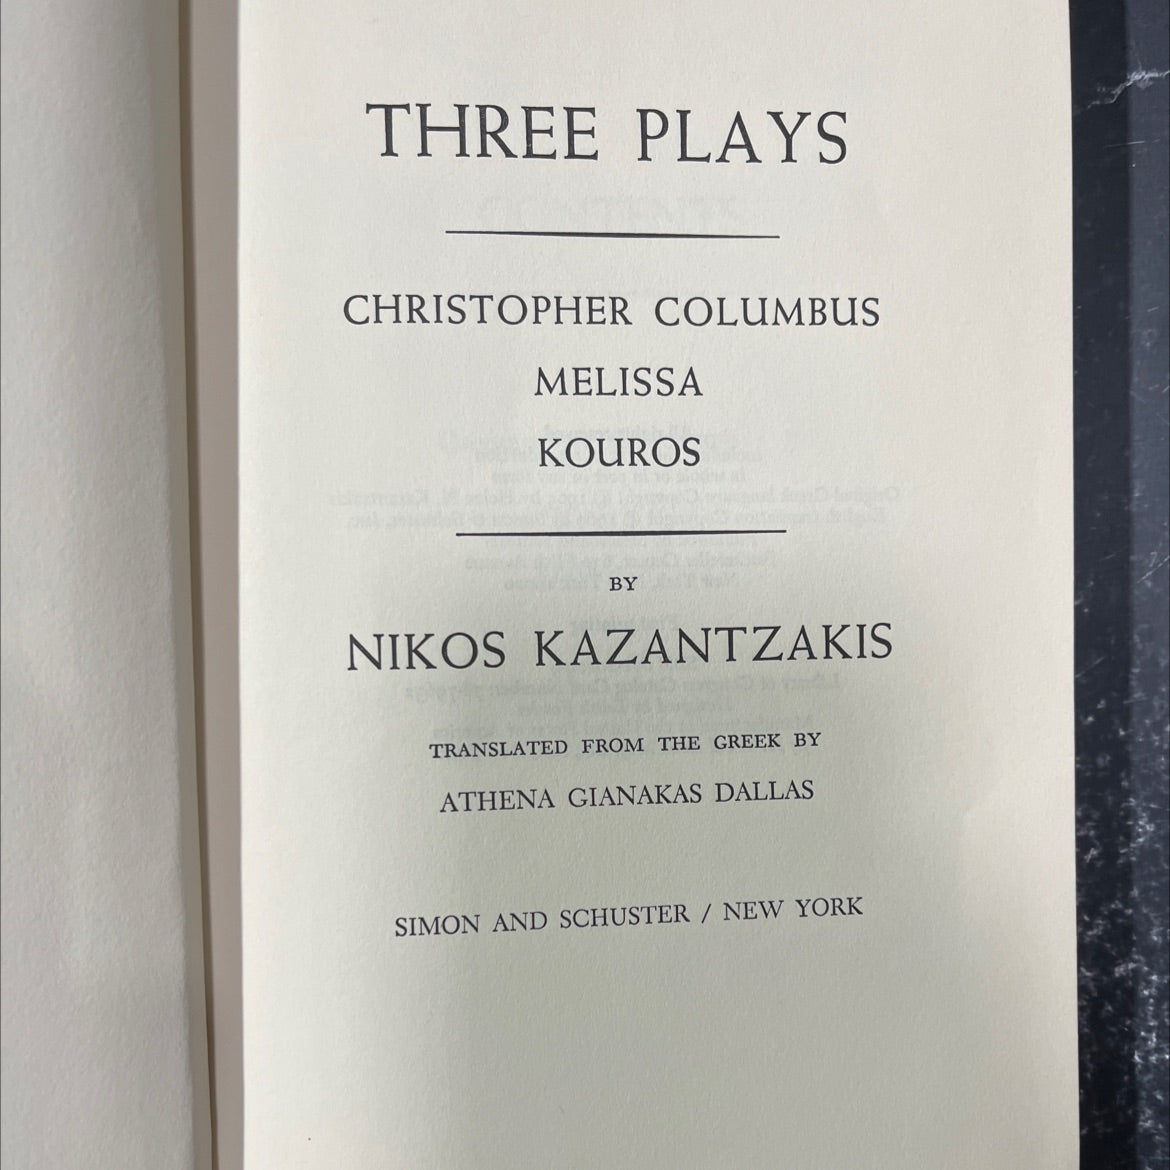 THREE PLAYS
CHRISTOPHER COLUMBUS
MELISSA
KOUROS
BY
NIKOS KAZANTZAKIS
TRANSLATED FROM THE GREEK BY
ATHENA GIANAKAS DALLAS
SIMON AND SCHUSTER / NEW YORK